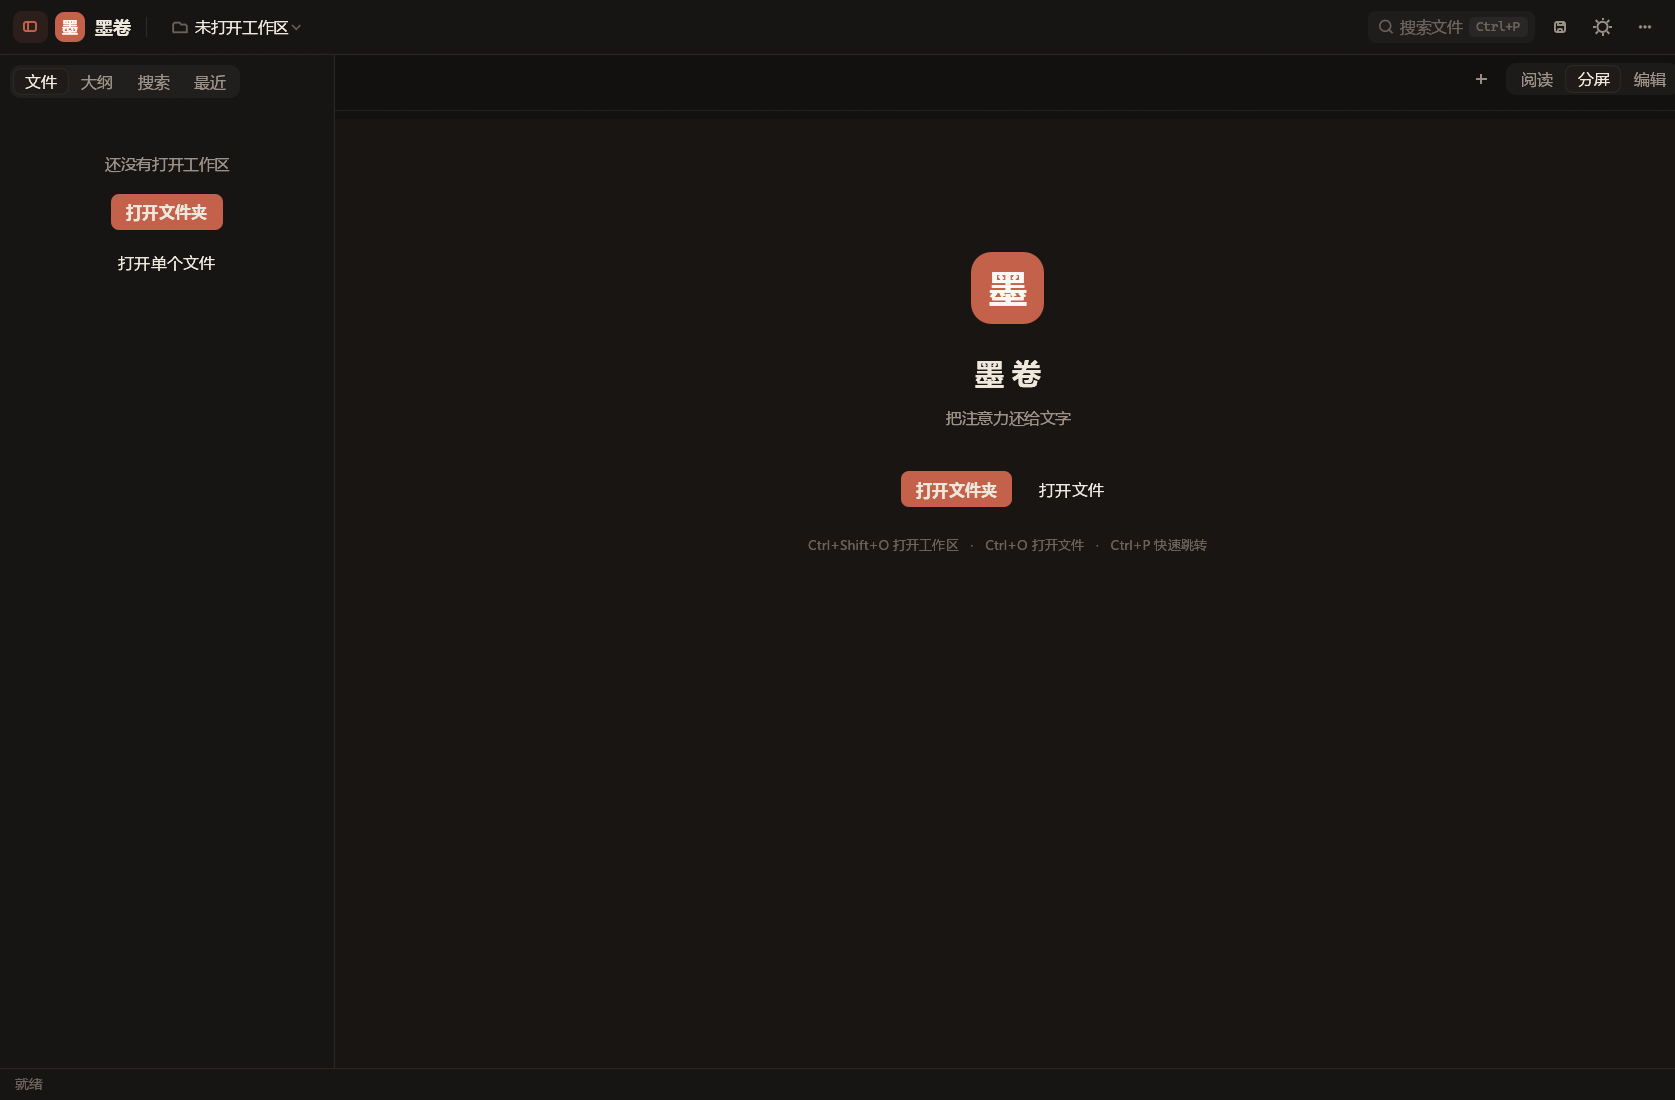 墨 墨卷 未打开工作区 搜索文件 Ctrl+P
文件 大纲 搜索 最近 阅读 分屏 编辑
还没有打开工作区
打开文件夹
打开单个文件
墨
墨卷
把注意力还给文字
打开文件夹 打开文件
Ctrl+Shift+O 打开工作区 · Ctrl+O 打开文件 · Ctrl+P 快速跳转
就绪